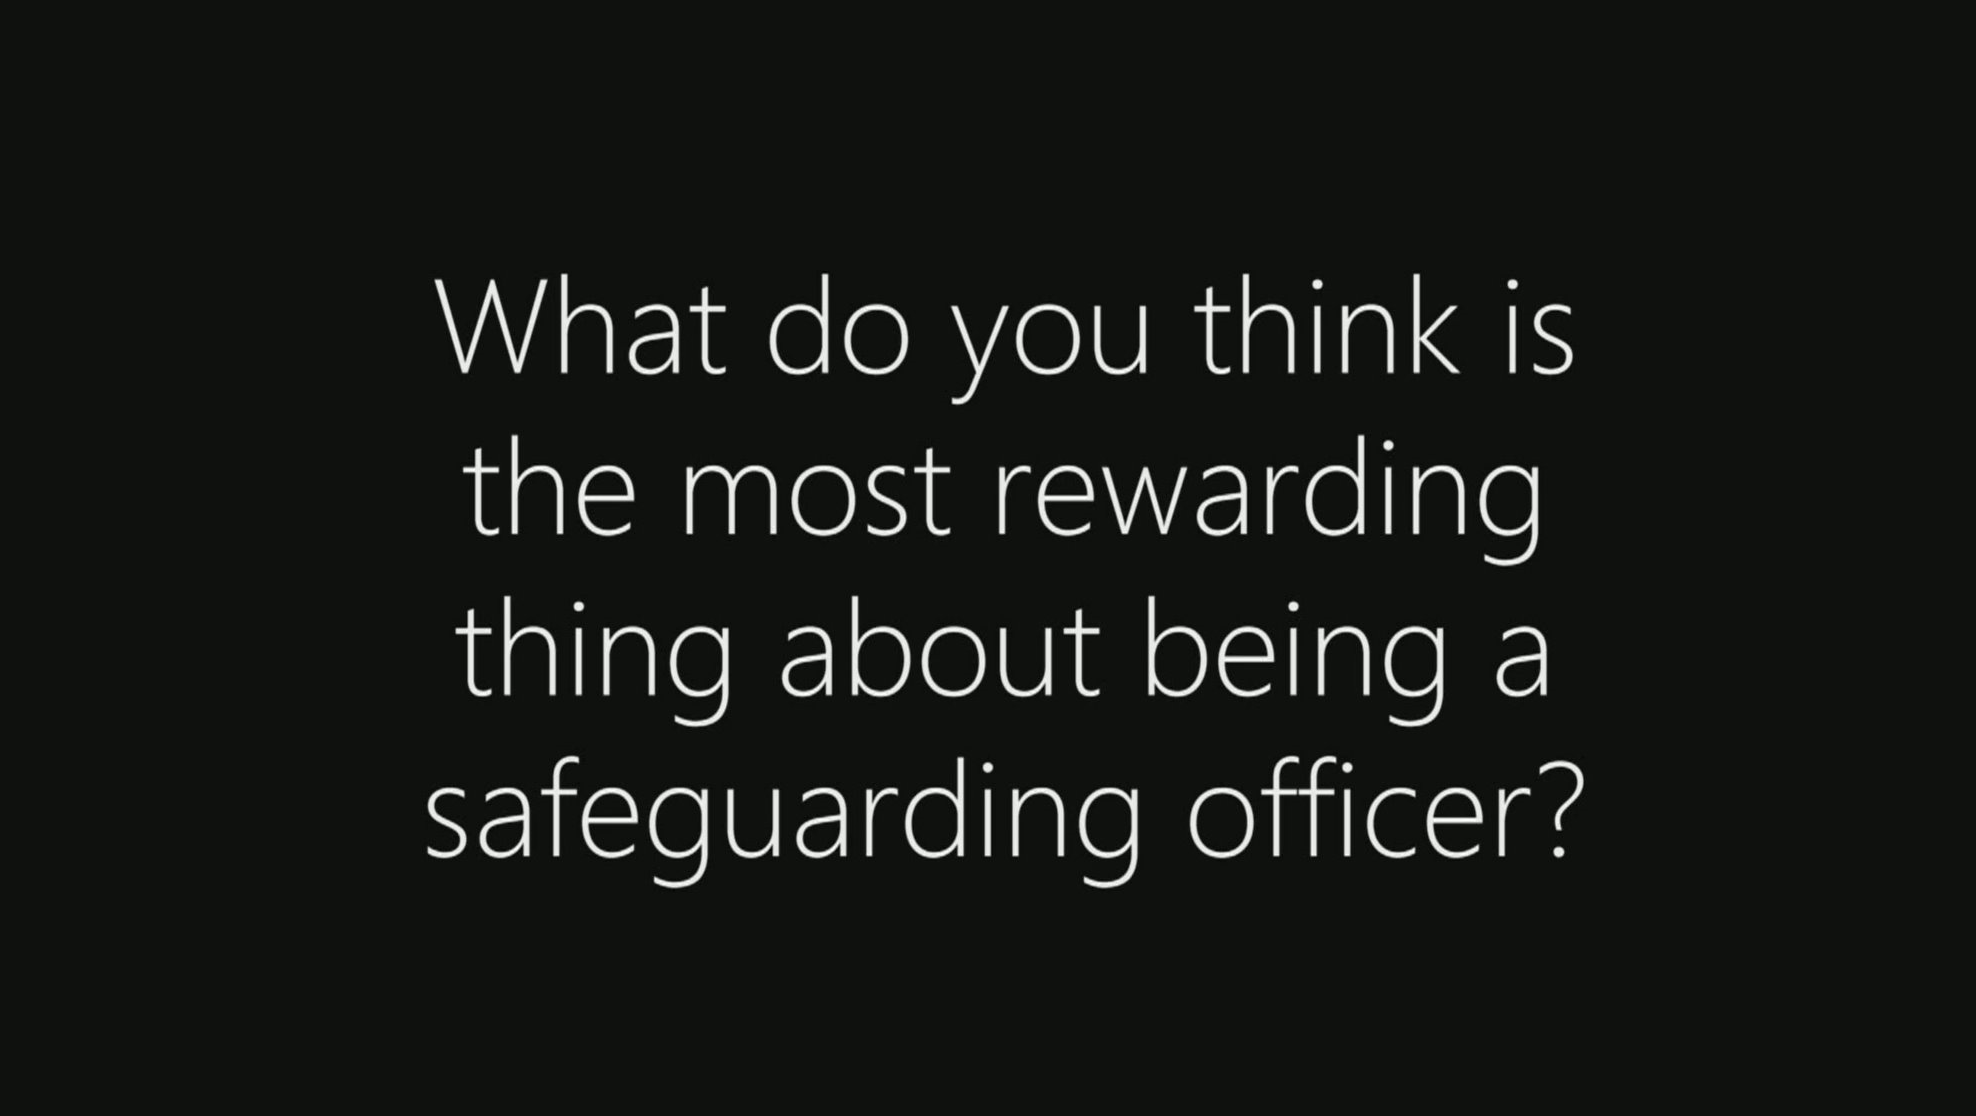 What do you think is
the most rewarding
thing about being a
safeguarding officer?